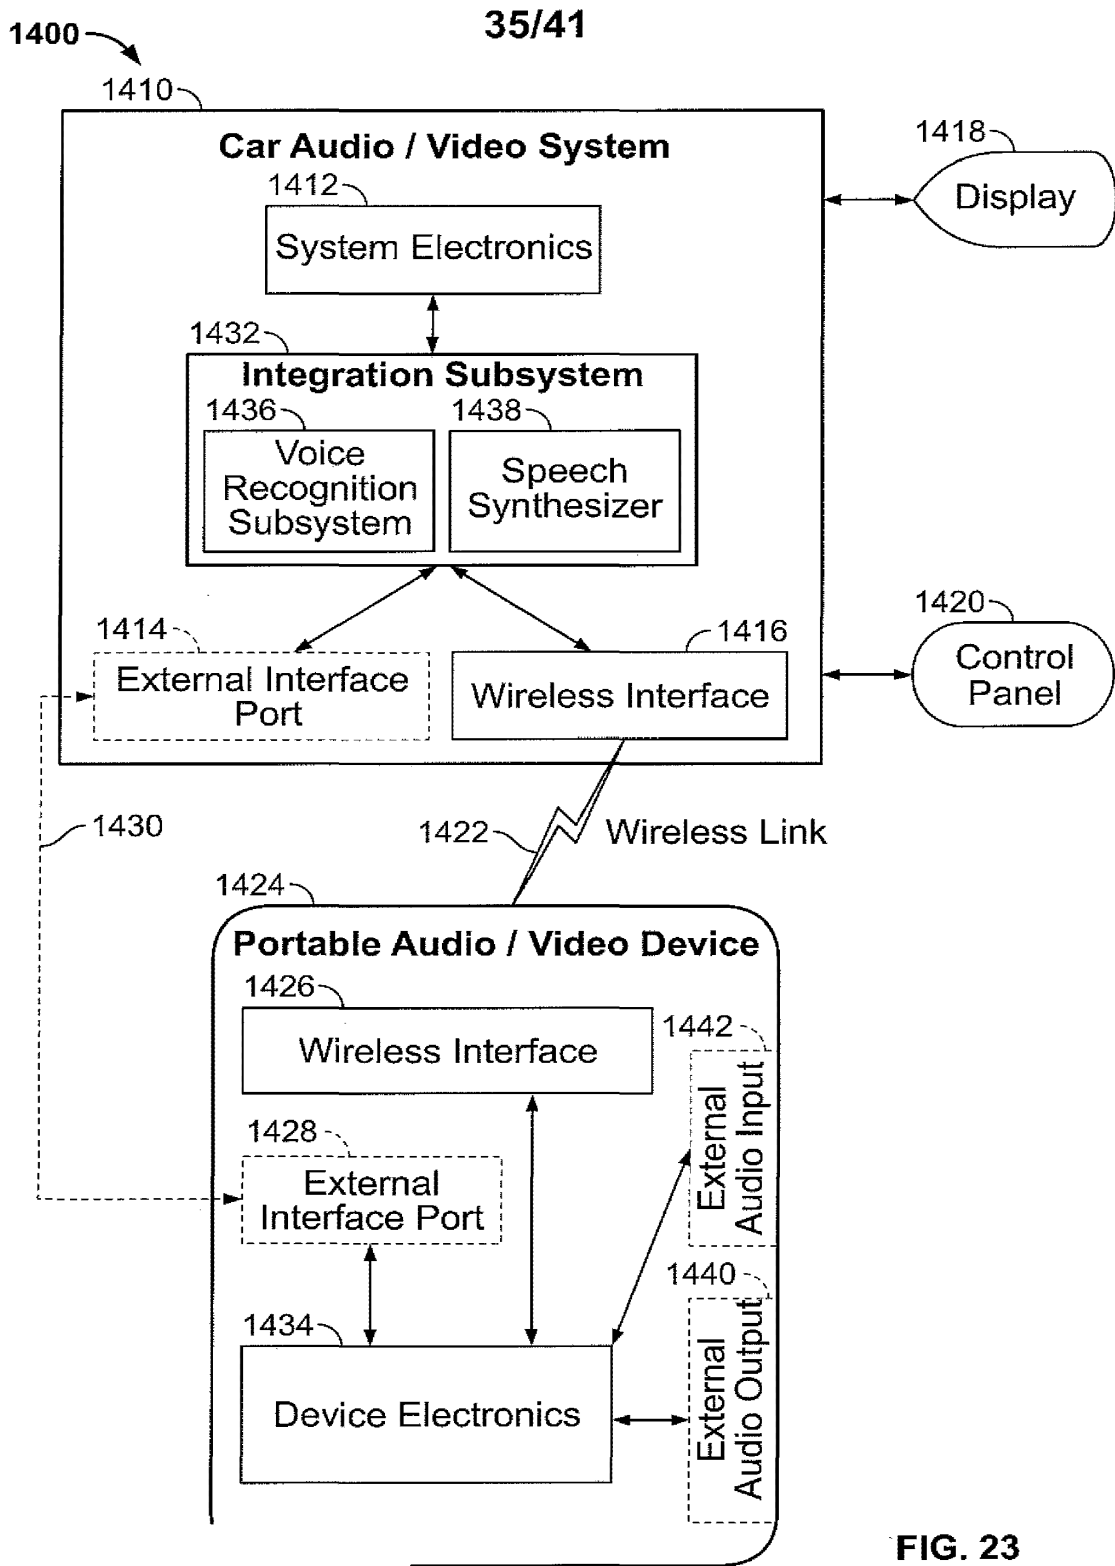 35/41
1400
1410
Car Audio / Video System
1412
System Electronics
1432
Integration Subsystem
1436
Voice
Recognition
Subsystem
1438
Speech
Synthesizer
1414
External Interface
Port
1416
Wireless Interface
1418
Display
1420
Control
Panel
1430
1422
Wireless Link
1424
Portable Audio / Video Device
1426
Wireless Interface
1442
External
Audio Input
1428
External
Interface Port
1440
External
Audio Output
1434
Device Electronics
FIG. 23